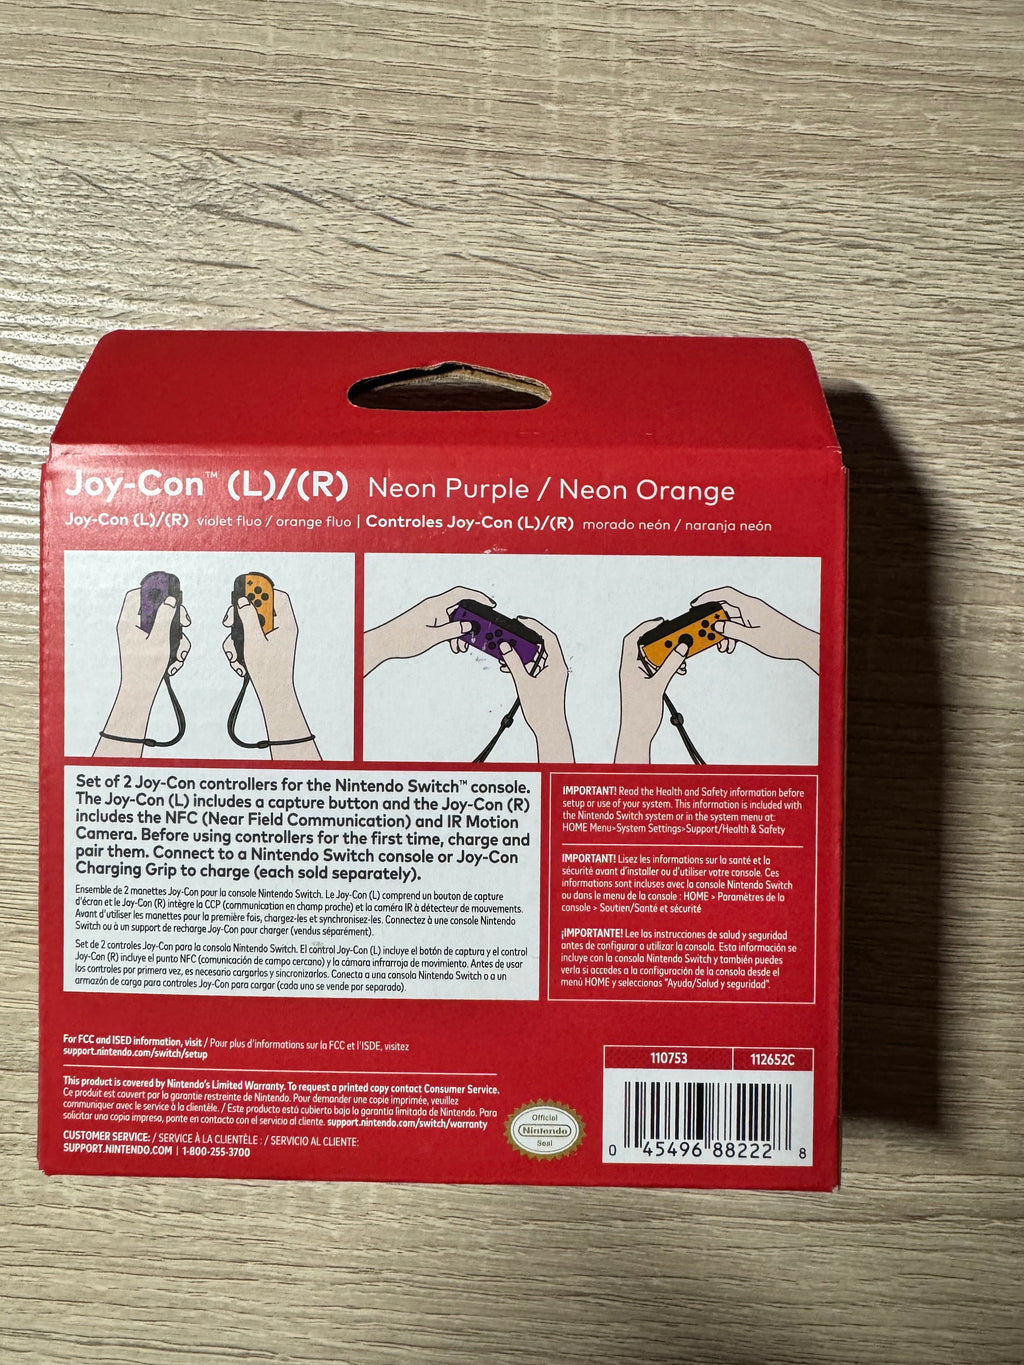 Joy-Con™ (L)/(R) Neon Purple / Neon Orange
Joy-Con (L)/(R) violet fluo / orange fluo | Controles Joy-Con (L)/(R) morado neón / naranja neón
Set of 2 Joy-Con controllers for the Nintendo Switch™ console.
The Joy-Con (L) includes a capture button and the Joy-Con (R)
includes the NFC (Near Field Communication) and IR Motion
Camera. Before using controllers for the first time, charge and
pair them. Connect to a Nintendo Switch console or Joy-Con
Charging Grip to charge (each sold separately).
Ensemble de 2 manettes Joy-Con pour la console Nintendo Switch. Le Joy-Con (L) comprend un bouton de capture
d'écran et le Joy-Con (R) intègre la CCP (communication en champ proche) et la caméra IR à détecteur de mouvements.
Avant d'utiliser les manettes pour la première fois, chargez-les et synchronisez-les. Connectez à une console Nintendo
Switch ou à un support de recharge Joy-Con pour charger (vendus séparément).
Set de 2 controles Joy-Con para la consola Nintendo Switch. El control Joy-Con (L) incluye el botón de captura y el control
Joy-Con (R) incluye el punto NFC (comunicación de campo cercano) y la cámara infrarroja de movimiento. Antes de usar
los controles por primera vez, es necesario cargarlos y sincronizarlos. Conecta a una consola Nintendo Switch o a un
armazón de carga para controles Joy-Con para cargar (cada uno se vende por separado).
IMPORTANT! Read the Health and Safety information before
setup or use of your system. This information is included with
the Nintendo Switch system or in the system menu at:
HOME Menu>System Settings>Support/Health & Safety
IMPORTANT! Lisez les informations sur la santé et la
sécurité avant d'installer ou d'utiliser votre console. Ces
informations sont incluses avec la console Nintendo Switch
ou dans le menu de la console : HOME > Paramètres de la
console > Soutien/Santé et sécurité
¡IMPORTANTE! Lee las instrucciones de salud y seguridad
antes de configurar o utilizar la consola. Esta información se
incluye con la consola Nintendo Switch y también puedes
verla si accedes a la configuración de la consola desde el
menú HOME y seleccionas "Ayuda/Salud y seguridad".
For FCC and ISED information, visit / Pour plus d'informations sur la FCC et l'ISDE, visitez
support.nintendo.com/switch/setup
This product is covered by Nintendo's Limited Warranty. To request a printed copy contact Consumer Service.
Ce produit est couvert par la garantie restreinte de Nintendo. Pour demander une copie imprimée, veuillez
communiquer avec le service à la clientèle. / Este producto está cubierto bajo la garantía limitada de Nintendo. Para
solicitar una copia impresa, ponte en contacto con el servicio al cliente. support.nintendo.com/switch/warranty
CUSTOMER SERVICE: / SERVICE À LA CLIENTÈLE : / SERVICIO AL CLIENTE:
SUPPORT.NINTENDO.COM | 1-800-255-3700
Official
Nintendo
Seal
110753 112652C
0 45496 88222 8